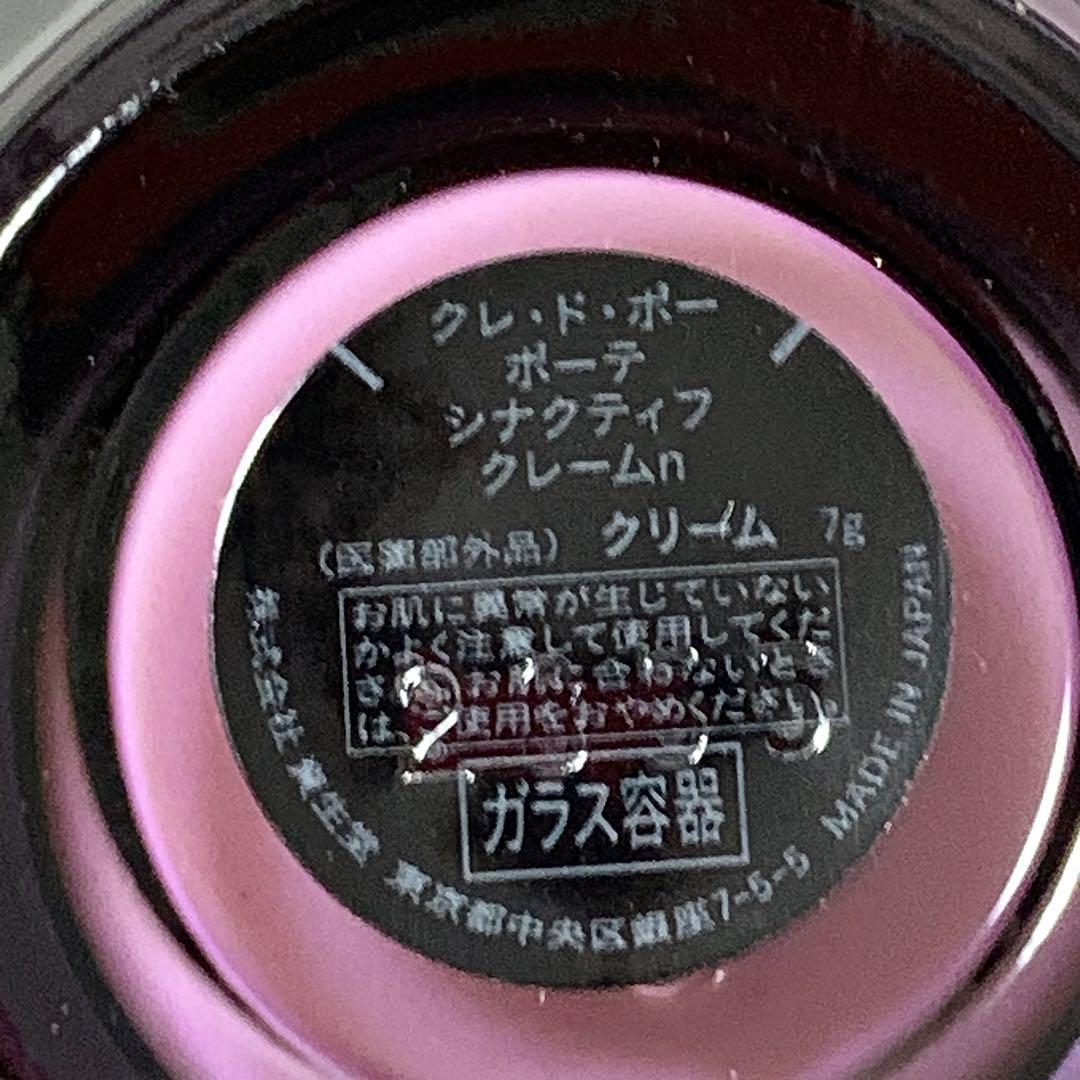 クレ・ド・ポー
ボーテ
シナクティフ
クレームn
（医薬部外品） クリーム 7g
お肌に異常が生じていない
かよく注意して使用してくだ
さい。お肌に合わないとき
は、ご使用をおやめください。
ガラス容器
株式会社 資生堂 東京都中央区銀座7-5-5 MADE IN JAPAN